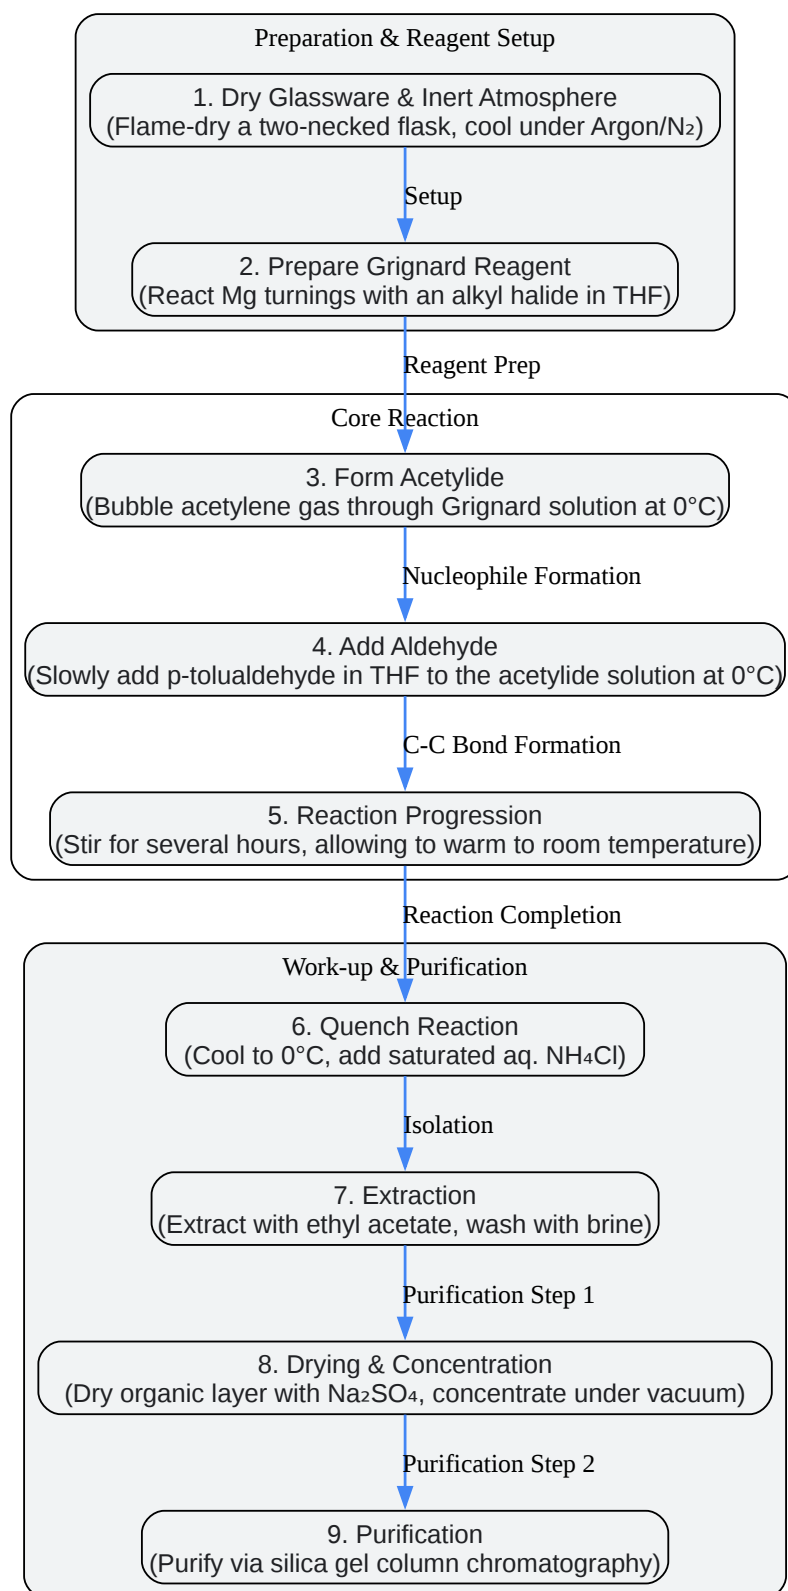 Preparation & Reagent Setup
1. Dry Glassware & Inert Atmosphere
(Flame-dry a two-necked flask, cool under Argon/N₂)
Setup
2. Prepare Grignard Reagent
(React Mg turnings with an alkyl halide in THF)
Reagent Prep
Core Reaction
3. Form Acetylide
(Bubble acetylene gas through Grignard solution at 0°C)
Nucleophile Formation
4. Add Aldehyde
(Slowly add p-tolualdehyde in THF to the acetylide solution at 0°C)
C-C Bond Formation
5. Reaction Progression
(Stir for several hours, allowing to warm to room temperature)
Reaction Completion
Work-up & Purification
6. Quench Reaction
(Cool to 0°C, add saturated aq. NH₄Cl)
Isolation
7. Extraction
(Extract with ethyl acetate, wash with brine)
Purification Step 1
8. Drying & Concentration
(Dry organic layer with Na₂SO₄, concentrate under vacuum)
Purification Step 2
9. Purification
(Purify via silica gel column chromatography)